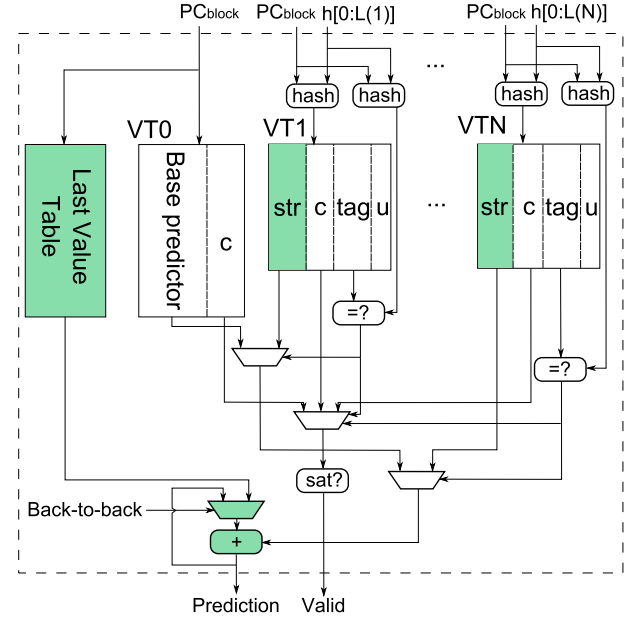 PCblock PCblock h[0:L(1)] PCblock h[0:L(N)]
...
hash hash hash hash
VT0 VT1 VTN
Last Value
Table
Base predictor
c
str c tag u
...
str c tag u
=?
=?
sat?
Back-to-back
+
Prediction Valid